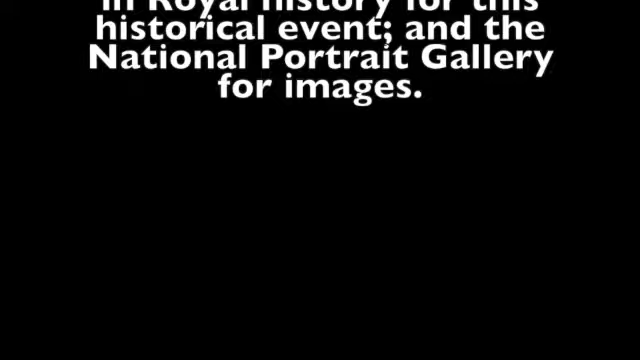 in Royal history for this
historical event; and the
National Portrait Gallery
for images.